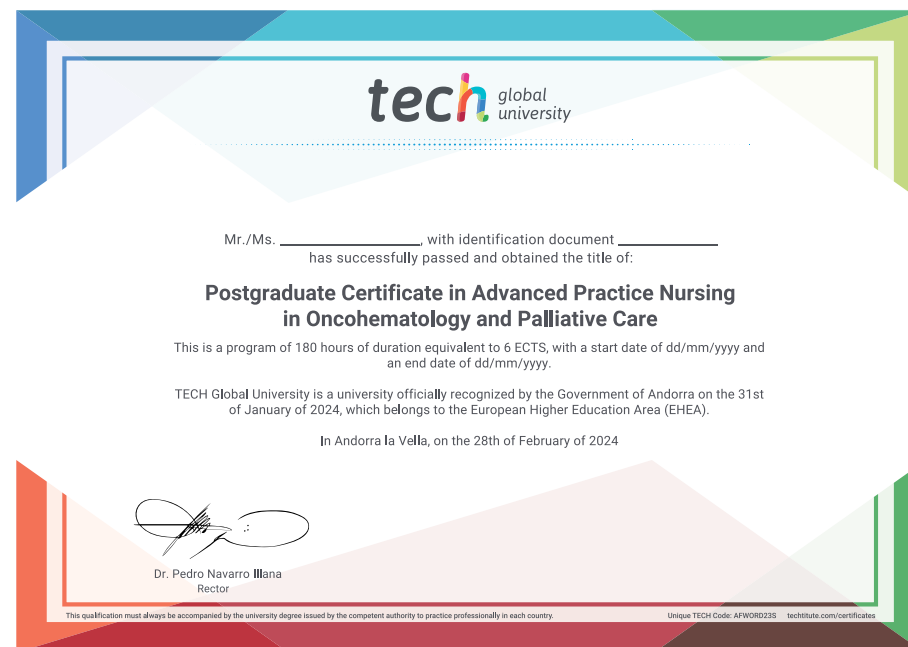 tech global
university
Mr./Ms. ____________, with identification document ____________
has successfully passed and obtained the title of:
Postgraduate Certificate in Advanced Practice Nursing
in Oncohematology and Palliative Care
This is a program of 180 hours of duration equivalent to 6 ECTS, with a start date of dd/mm/yyyy and
an end date of dd/mm/yyyy.
TECH Global University is a university officially recognized by the Government of Andorra on the 31st
of January of 2024, which belongs to the European Higher Education Area (EHEA).
In Andorra la Vella, on the 28th of February of 2024
Dr. Pedro Navarro Illana
Rector
This qualification must always be accompanied by the university degree issued by the competent authority to practice professionally in each country.
Unique TECH Code: AFWORD23S techtitute.com/certificates